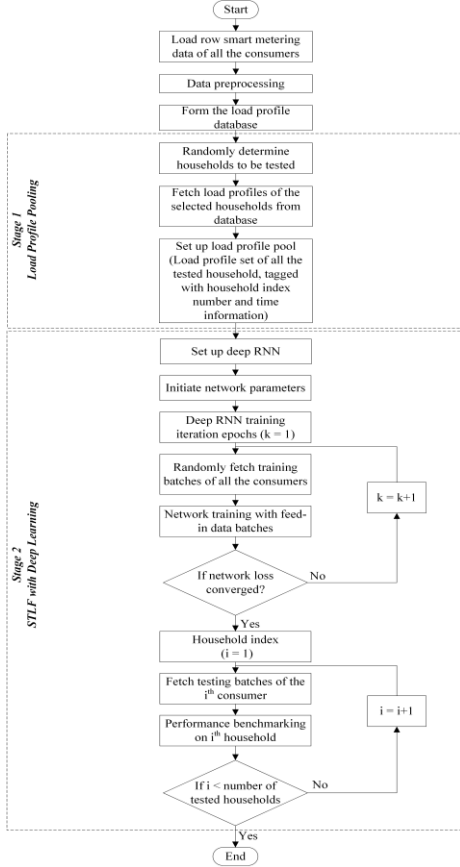 Start
Load row smart metering
data of all the consumers
Data preprocessing
Form the load profile
database
Stage 1
Load Profile Pooling
Randomly determine
households to be tested
Fetch load profiles of the
selected households from
database
Set up load profile pool
(Load profile set of all the
tested household, tagged
with household index
number and time
information)
Stage 2
STLF with Deep Learning
Set up deep RNN
Initiate network parameters
Deep RNN training
iteration epochs (k = 1)
Randomly fetch training
batches of all the consumers
k = k+1
Network training with feed-
in data batches
If network loss
converged?
No
Yes
Household index
(i = 1)
Fetch testing batches of the
ith consumer
i = i+1
Performance benchmarking
on ith household
If i < number of
tested households
No
Yes
End